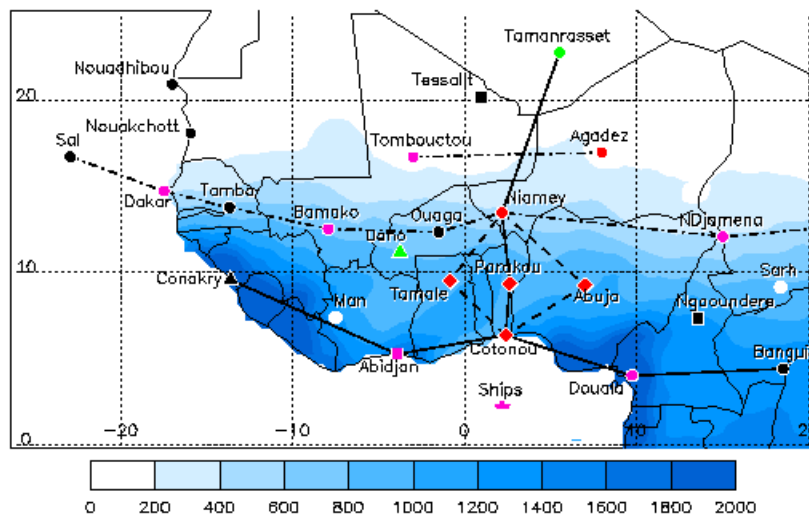 Tamanrasset
Nouadhibou
Tessalit
20
Nouakchott
Sal
Tombouctou
Agadez
Dakar
Tamba
Niamey
Bamako
Ouaga
NDjamena
Dano
10
Conakry
Parakou
Sarh
Tamale
Abuja
Man
Ngaoundere
Cotonou
Abidjan
Bangui
Ships
Douala
0
-20 -10 0 10 20
0 200 400 600 800 1000 1200 1400 1600 1800 2000